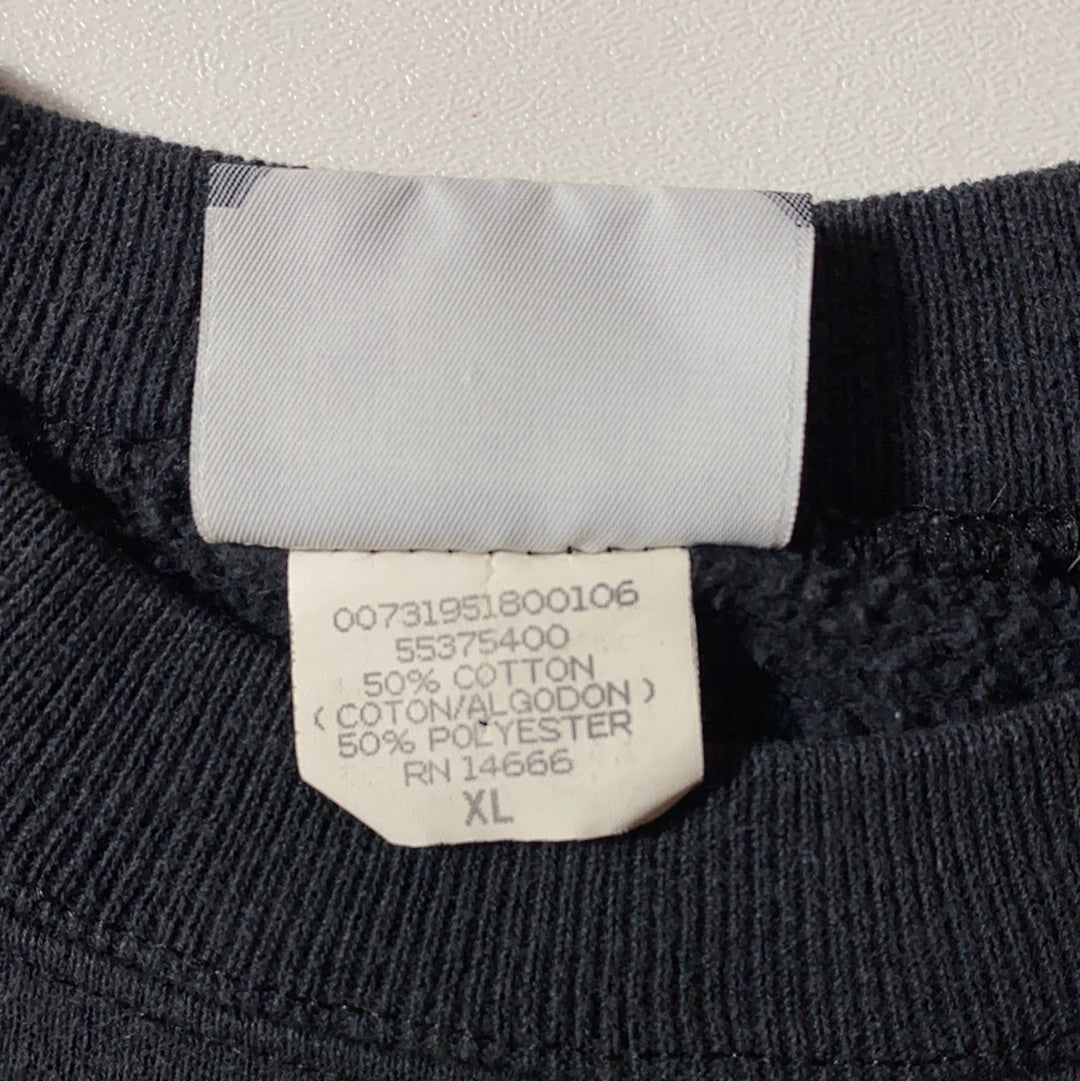 00731951800106
55375400
50% COTTON
(COTON/ALGODON)
50% POLYESTER
RN 14666
XL